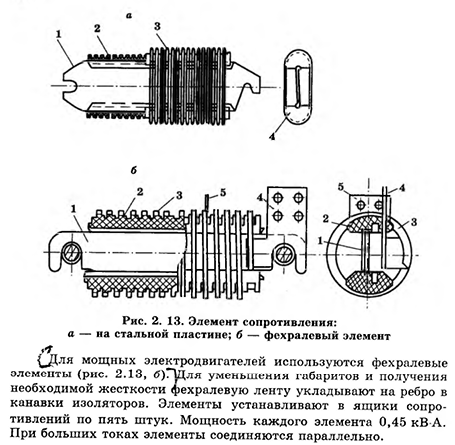 а
1 2 3
4
б
1 2 3 5 4
5 4
2 3
1
Рис. 2. 13. Элемент сопротивления:
а — на стальной пластине; б — фехралевый элемент
Для мощных электродвигателей используются фехралевые
элементы (рис. 2.13, б). Для уменьшения габаритов и получения
необходимой жесткости фехралевую ленту укладывают на ребро в
канавки изоляторов. Элементы устанавливают в ящики сопро-
тивлений по пять штук. Мощность каждого элемента 0,45 кВ·А.
При больших токах элементы соединяются параллально.